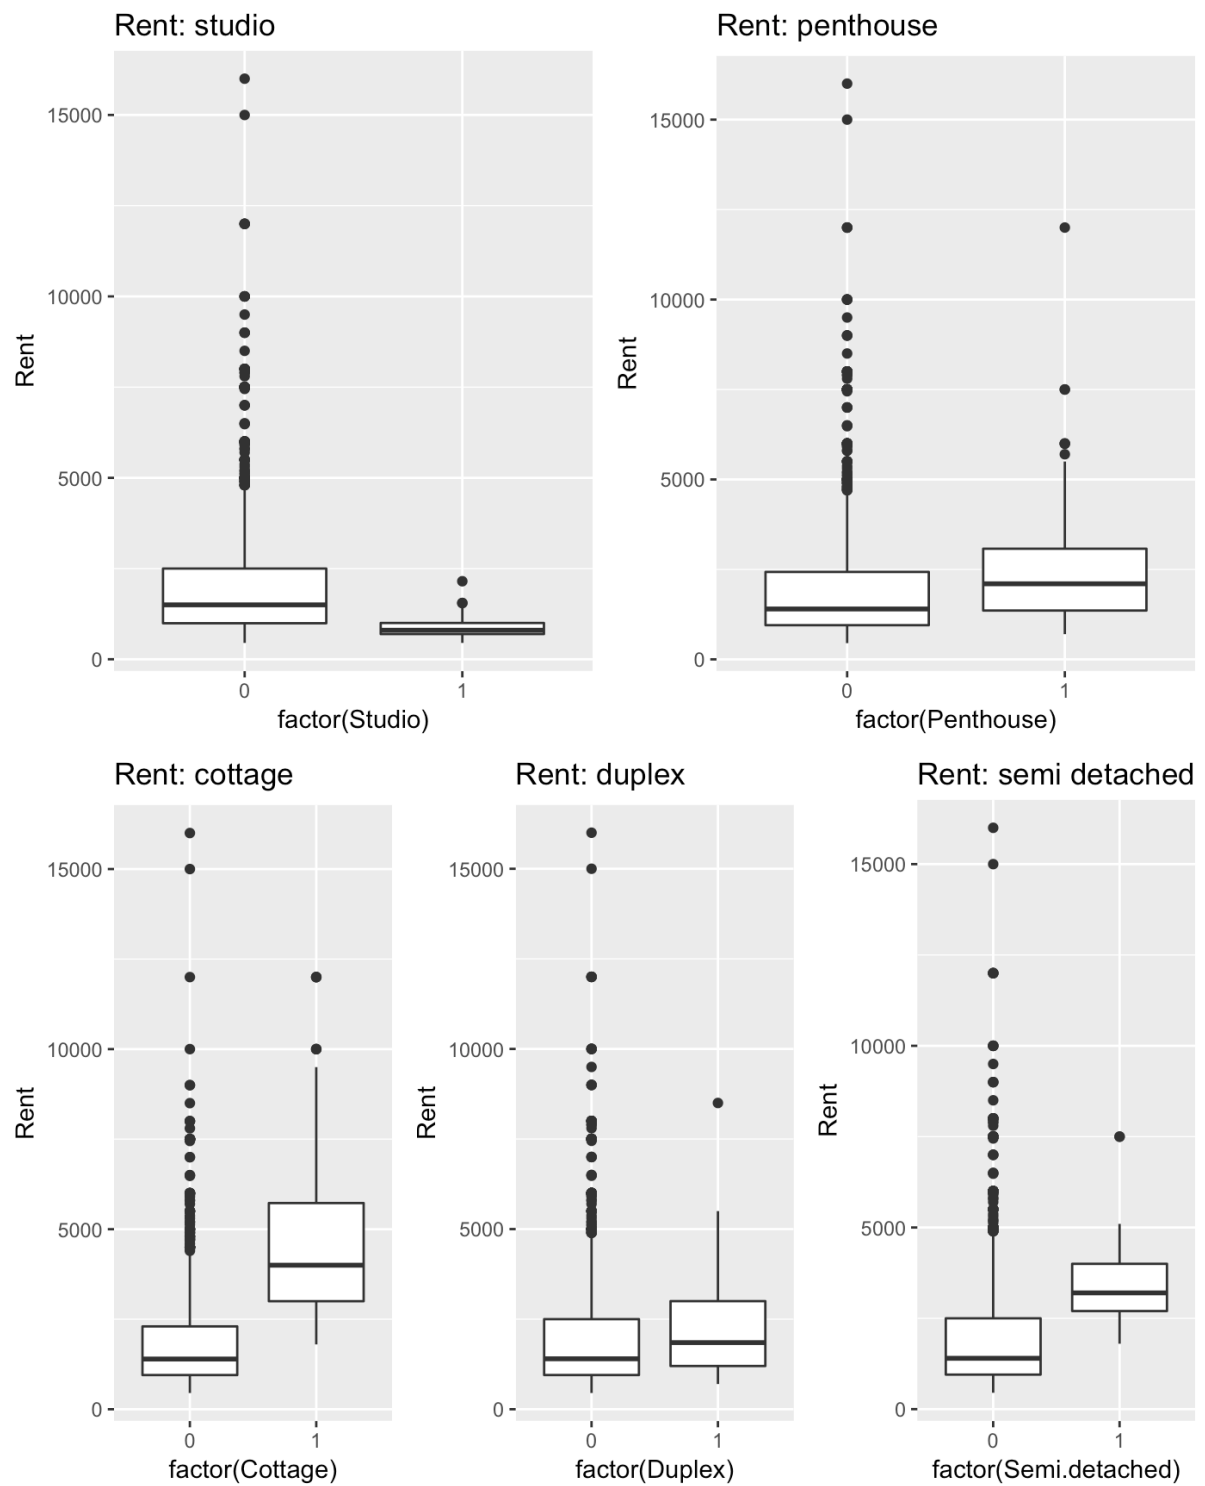 Rent: studio
Rent: penthouse
15000
10000
5000
0
Rent
0 1
factor(Studio)
15000
10000
5000
0
Rent
0 1
factor(Penthouse)
Rent: cottage
15000
10000
5000
0
Rent
0 1
factor(Cottage)
Rent: duplex
15000
10000
5000
0
Rent
0 1
factor(Duplex)
Rent: semi detached
15000
10000
5000
0
Rent
0 1
factor(Semi.detached)